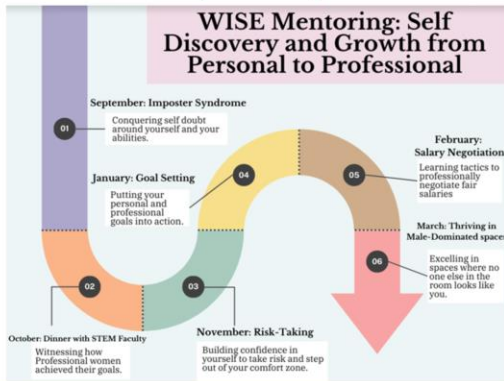 WISE Mentoring: Self
Discovery and Growth from
Personal to Professional
September: Imposter Syndrome
01
Conquering self doubt
around yourself and your
abilities.
02
October: Dinner with STEM Faculty
Witnessing how
Professional women
achieved their goals.
03
November: Risk-Taking
Building confidence in
yourself to take risk and step
out of your comfort zone.
04
January: Goal Setting
Putting your
personal and
professional
goals into action.
05
February:
Salary Negotiation
Learning tactics to
professionally
negotiate fair
salaries
March: Thriving in
Male-Dominated spaces
06
Excelling in
spaces where no
one else in the
room looks like
you.